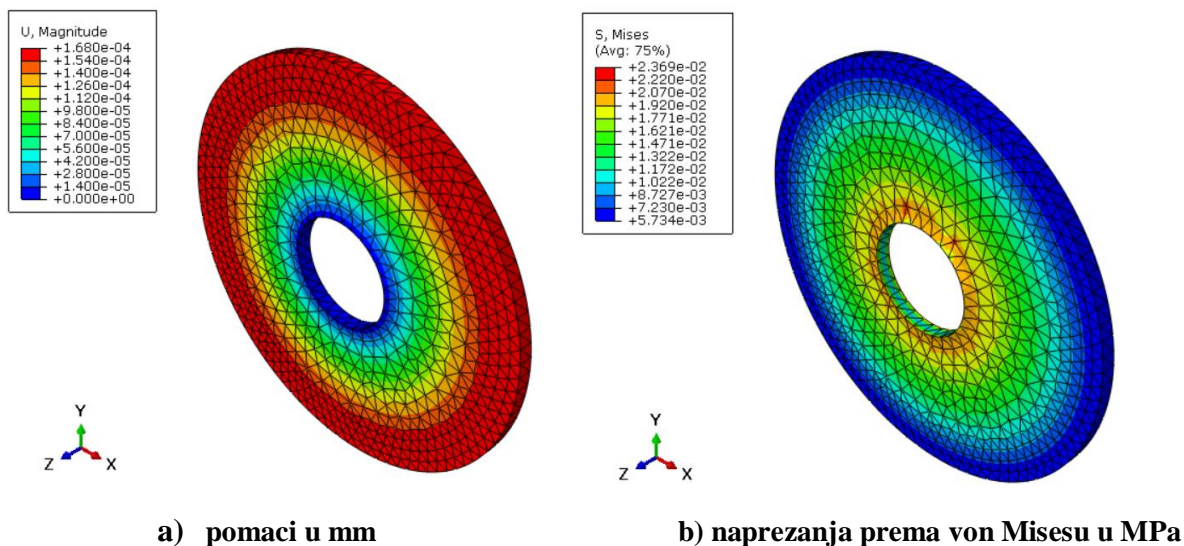 U, Magnitude
+1.680e-04
+1.540e-04
+1.400e-04
+1.260e-04
+1.120e-04
+9.800e-05
+8.400e-05
+7.000e-05
+5.600e-05
+4.200e-05
+2.800e-05
+1.400e-05
+0.000e+00
Y
Z
X
S, Mises
(Avg: 75%)
+2.369e-02
+2.220e-02
+2.070e-02
+1.920e-02
+1.771e-02
+1.621e-02
+1.471e-02
+1.322e-02
+1.172e-02
+1.022e-02
+8.727e-03
+7.230e-03
+5.734e-03
Y
Z
X
a) pomaci u mm
b) naprezanja prema von Misesu u MPa